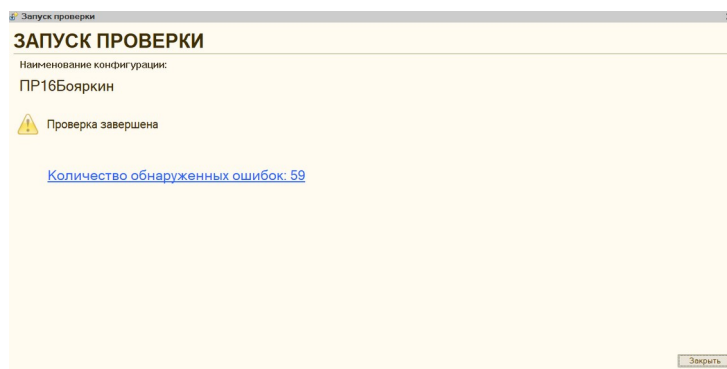 Запуск проверки
ЗАПУСК ПРОВЕРКИ
Наименование конфигурации:
ПР16Бояркин
Проверка завершена
Количество обнаруженных ошибок: 59
Закрыть